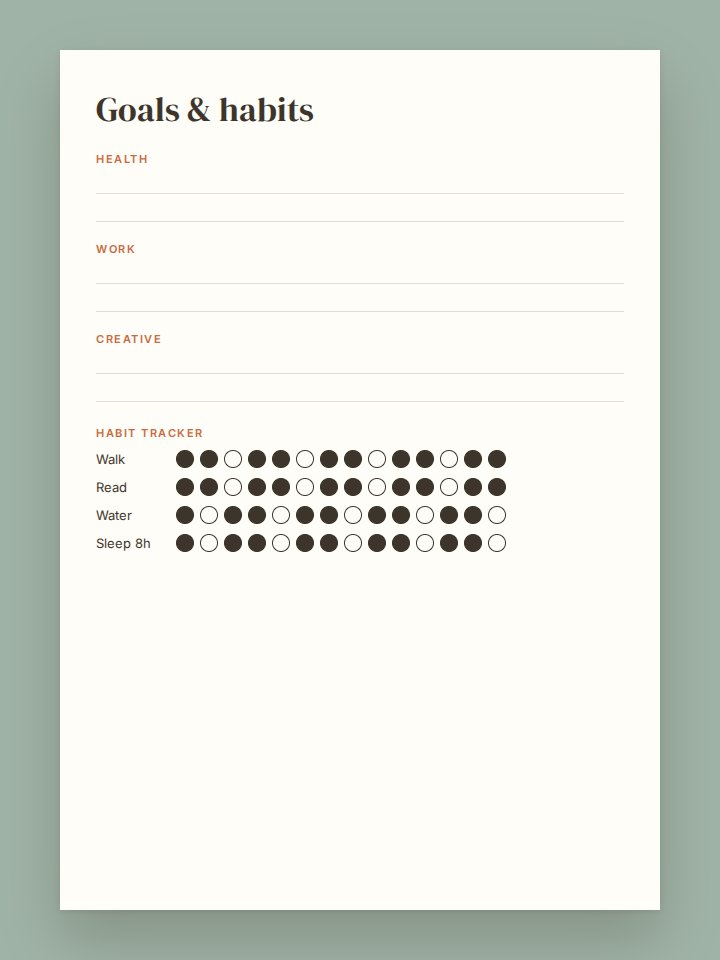 Goals & habits
HEALTH
WORK
CREATIVE
HABIT TRACKER
Walk
Read
Water
Sleep 8h